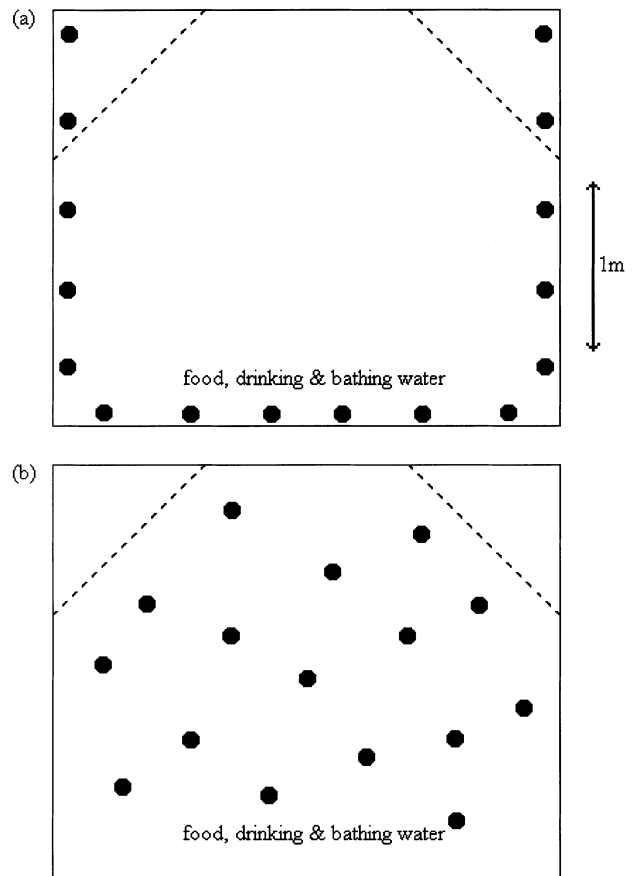 (a)
1m
food, drinking & bathing water
(b)
food, drinking & bathing water